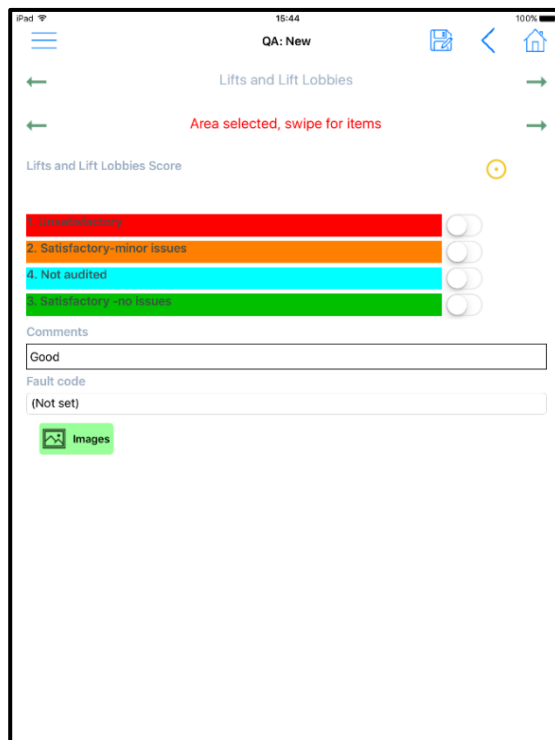 iPad 15:44 100%
QA: New
Lifts and Lift Lobbies
Area selected, swipe for items
Lifts and Lift Lobbies Score
1. Unsatisfactory
2. Satisfactory-minor issues
4. Not audited
3. Satisfactory -no issues
Comments
Good
Fault code
(Not set)
Images